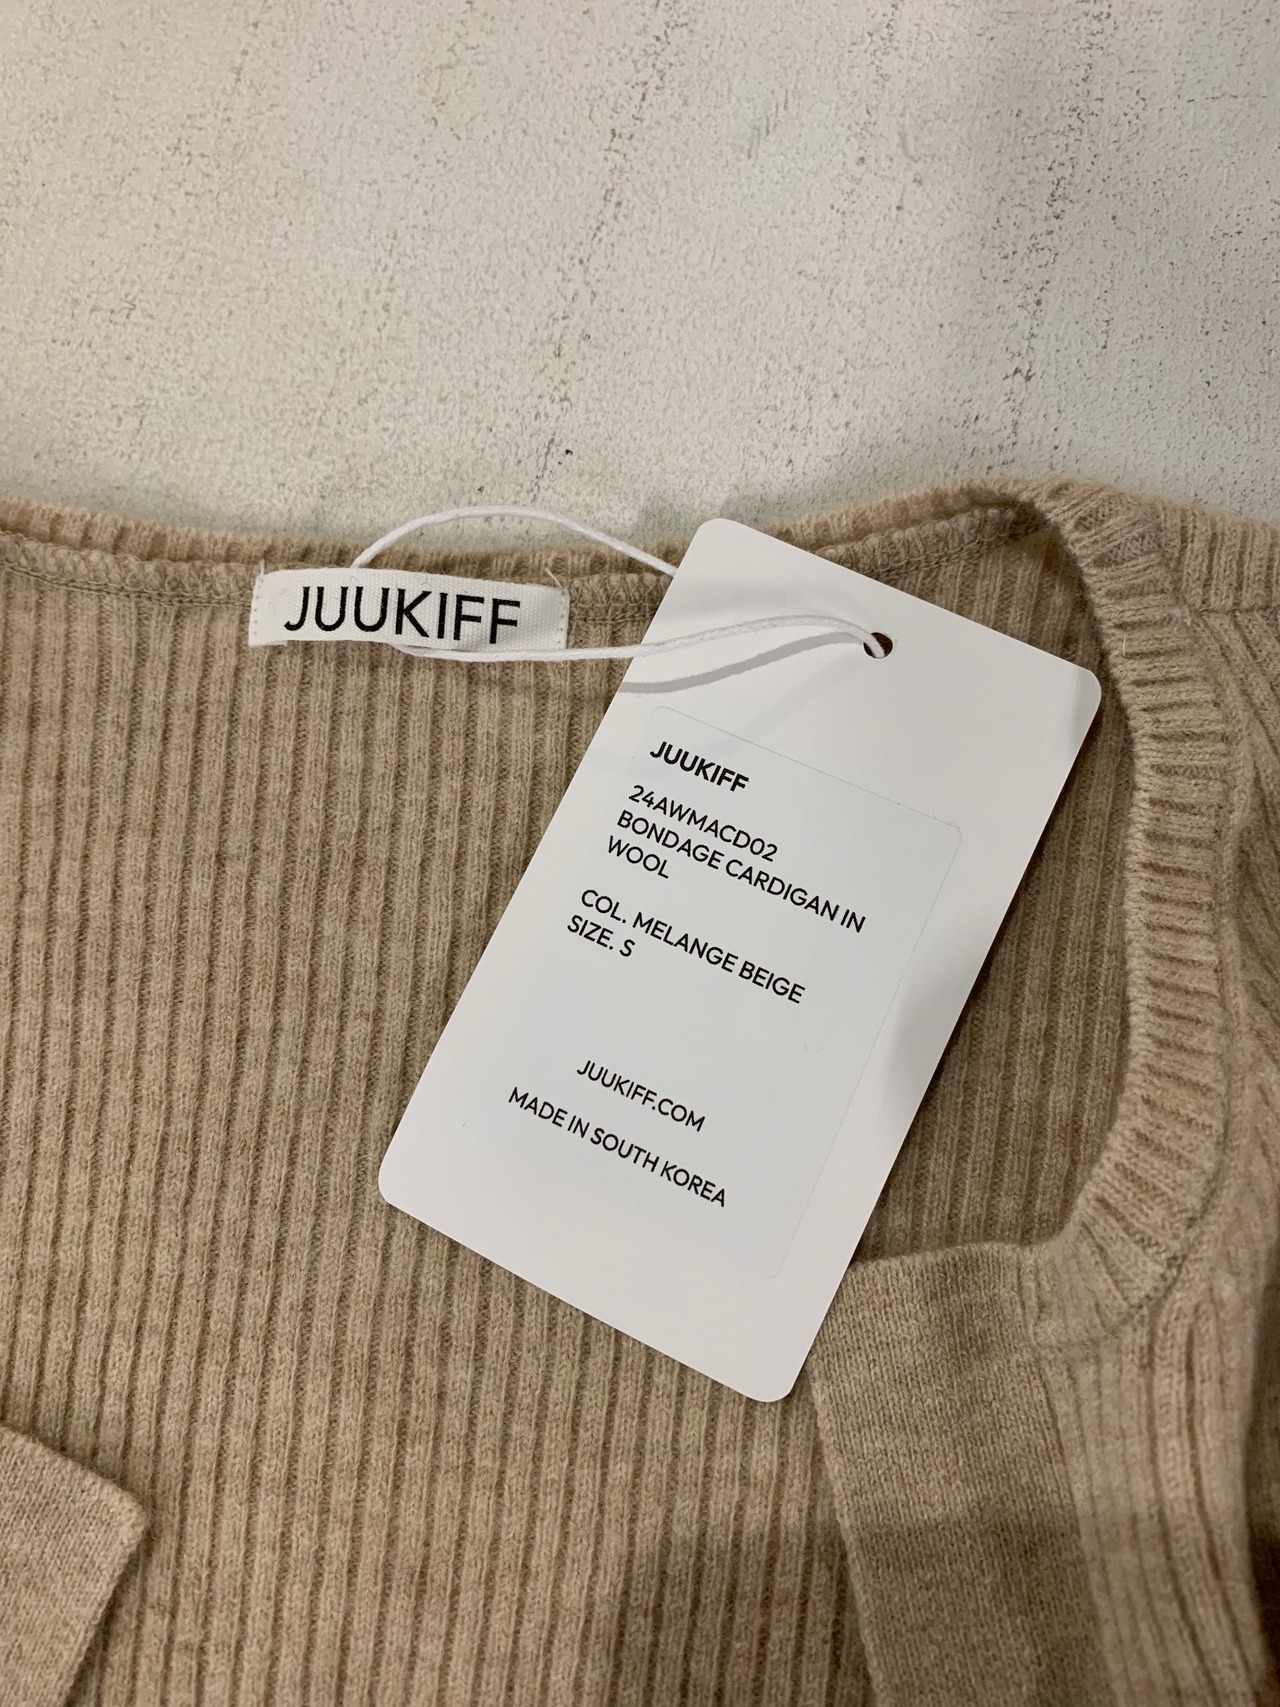 JUUKIFF
JUUKIFF
24AWMACD02
BONDAGE CARDIGAN IN
WOOL
COL. MELANGE BEIGE
SIZE. S
JUUKIFF.COM
MADE IN SOUTH KOREA